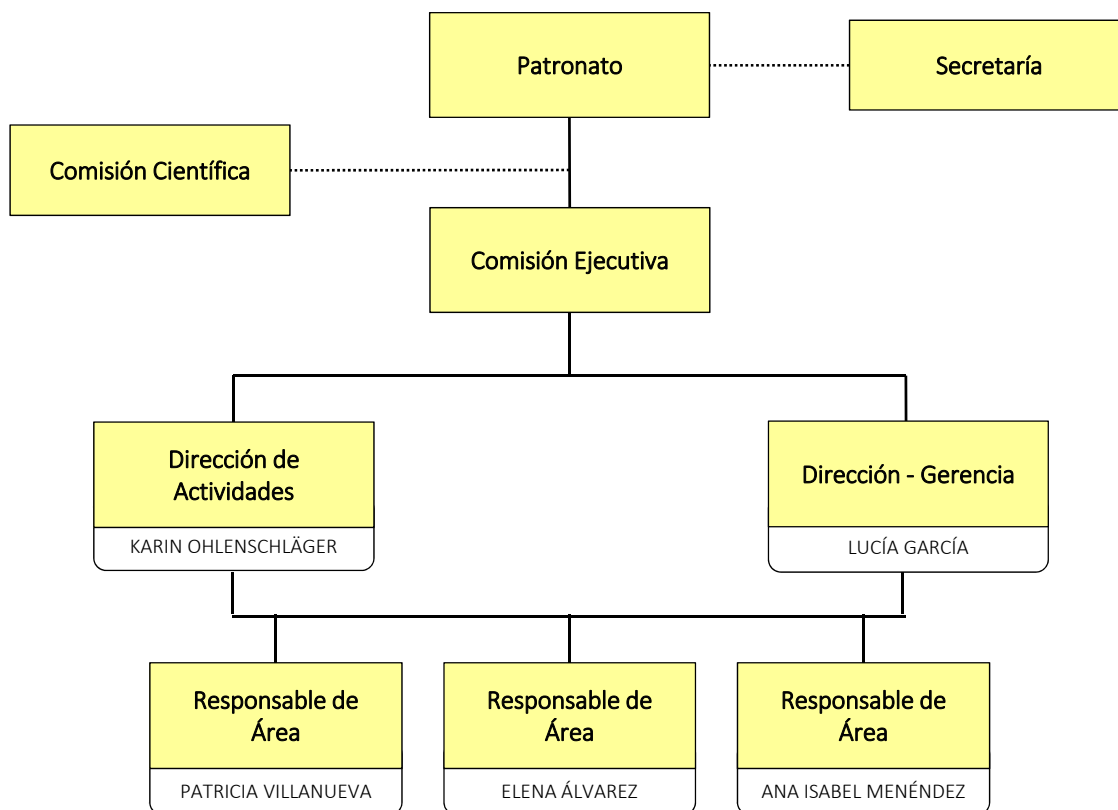 Patronato
Secretaría
Comisión Científica
Comisión Ejecutiva
Dirección de
Actividades
KARIN OHLENSCHLÄGER
Dirección - Gerencia
LUCÍA GARCÍA
Responsable de
Área
PATRICIA VILLANUEVA
Responsable de
Área
ELENA ÁLVAREZ
Responsable de
Área
ANA ISABEL MENÉNDEZ